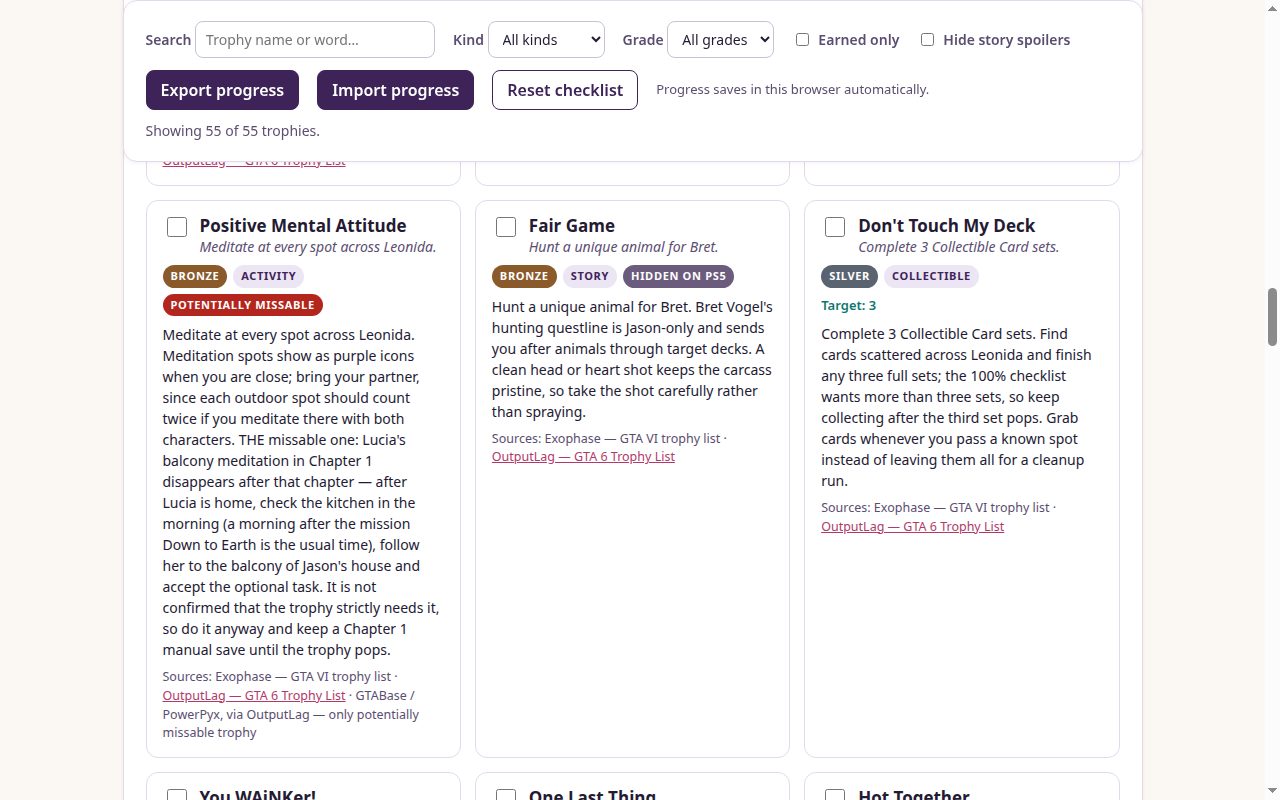 Search Trophy name or word... Kind All kinds Grade All grades Earned only Hide story spoilers
Export progress Import progress Reset checklist Progress saves in this browser automatically.
Showing 55 of 55 trophies.
OutputLag — GTA 6 Trophy List
Positive Mental Attitude
Meditate at every spot across Leonida.
BRONZE ACTIVITY
POTENTIALLY MISSABLE
Meditate at every spot across Leonida.
Meditation spots show as purple icons
when you are close; bring your partner,
since each outdoor spot should count
twice if you meditate there with both
characters. THE missable one: Lucia's
balcony meditation in Chapter 1
disappears after that chapter — after
Lucia is home, check the kitchen in the
morning (a morning after the mission
Down to Earth is the usual time), follow
her to the balcony of Jason's house and
accept the optional task. It is not
confirmed that the trophy strictly needs it,
so do it anyway and keep a Chapter 1
manual save until the trophy pops.
Sources: Exophase — GTA VI trophy list ·
OutputLag — GTA 6 Trophy List · GTABase /
PowerPyx, via OutputLag — only potentially
missable trophy
Fair Game
Hunt a unique animal for Bret.
BRONZE STORY HIDDEN ON PS5
Hunt a unique animal for Bret. Bret Vogel's
hunting questline is Jason-only and sends
you after animals through target decks. A
clean head or heart shot keeps the carcass
pristine, so take the shot carefully rather
than spraying.
Sources: Exophase — GTA VI trophy list ·
OutputLag — GTA 6 Trophy List
Don't Touch My Deck
Complete 3 Collectible Card sets.
SILVER COLLECTIBLE
Target: 3
Complete 3 Collectible Card sets. Find
cards scattered across Leonida and finish
any three full sets; the 100% checklist
wants more than three sets, so keep
collecting after the third set pops. Grab
cards whenever you pass a known spot
instead of leaving them all for a cleanup
run.
Sources: Exophase — GTA VI trophy list ·
OutputLag — GTA 6 Trophy List
You WAiNKer!
One Last Thing
Hot Together